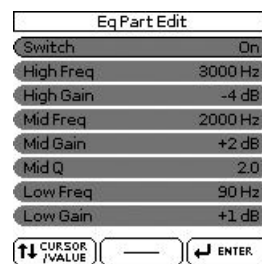 Eq Part Edit
Switch On
High Freq 3000 Hz
High Gain -4 dB
Mid Freq 2000 Hz
Mid Gain +2 dB
Mid Q 2.0
Low Freq 90 Hz
Low Gain +1 dB
↑↓ CURSOR /VALUE — ↵ ENTER